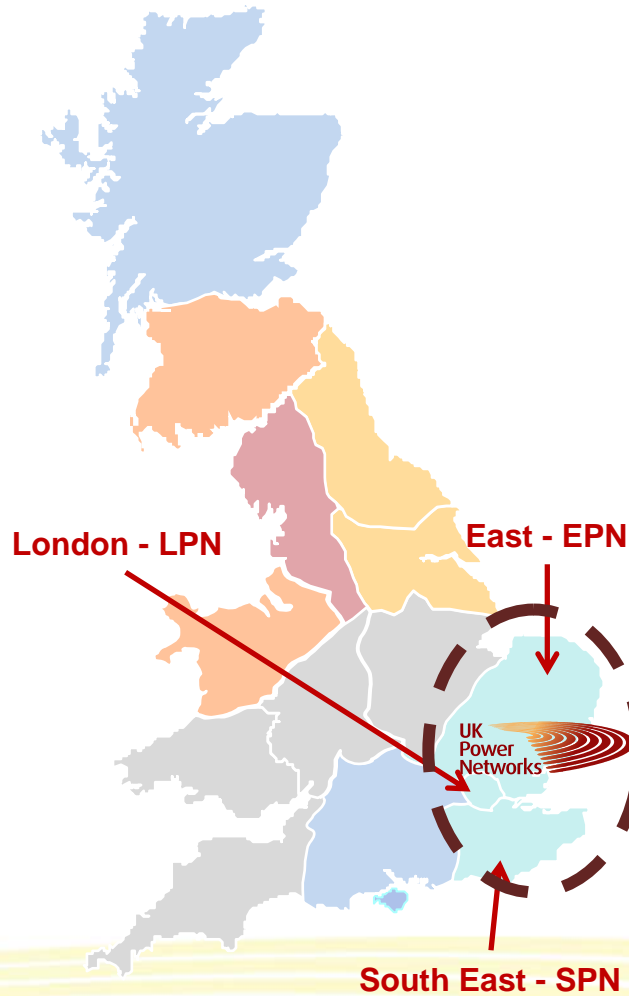 London - LPN
East - EPN
UK
Power
Networks
South East - SPN